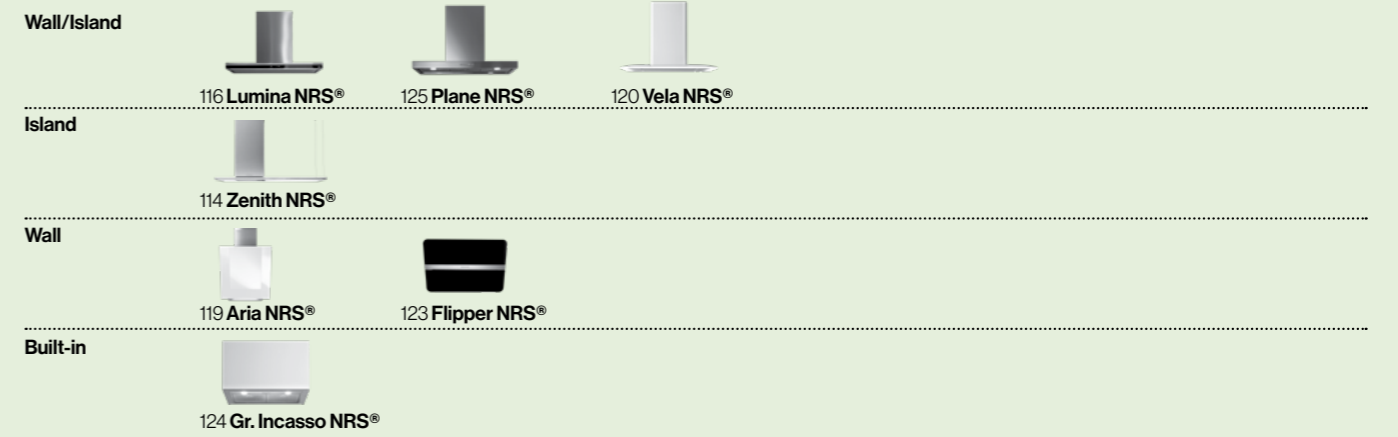 Wall/Island
116 Lumina NRS® 125 Plane NRS® 120 Vela NRS®
Island
114 Zenith NRS®
Wall
119 Aria NRS® 123 Flipper NRS®
Built-in
124 Gr. Incasso NRS®